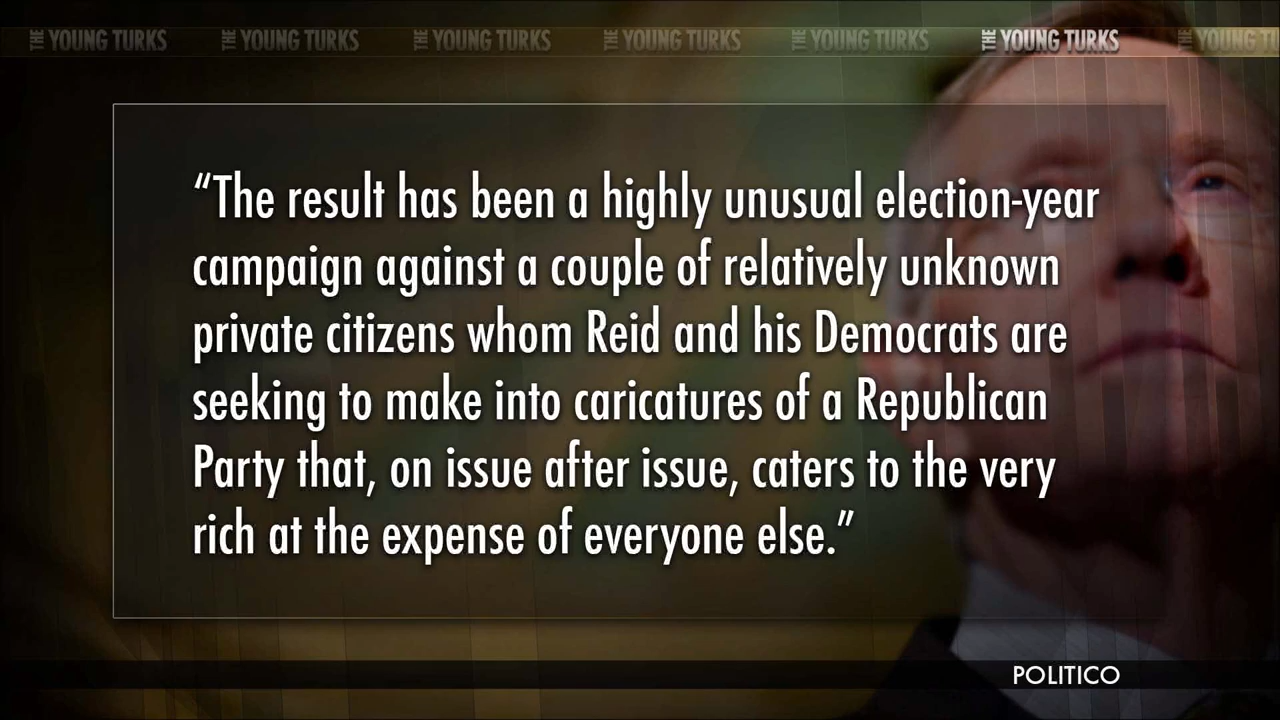 THE YOUNG TURKS THE YOUNG TURKS THE YOUNG TURKS THE YOUNG TURKS THE YOUNG TURKS THE YOUNG TURKS THE YOUNG T
“The result has been a highly unusual election-year
campaign against a couple of relatively unknown
private citizens whom Reid and his Democrats are
seeking to make into caricatures of a Republican
Party that, on issue after issue, caters to the very
rich at the expense of everyone else.”
POLITICO